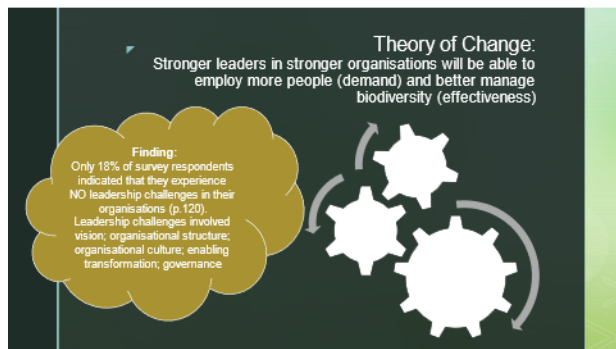 Theory of Change:
Stronger leaders in stronger organisations will be able to
employ more people (demand) and better manage
biodiversity (effectiveness)
Finding:
Only 18% of survey respondents
indicated that they experience
NO leadership challenges in their
organisations (p.120).
Leadership challenges involved
vision; organisational structure;
organisational culture; enabling
transformation; governance